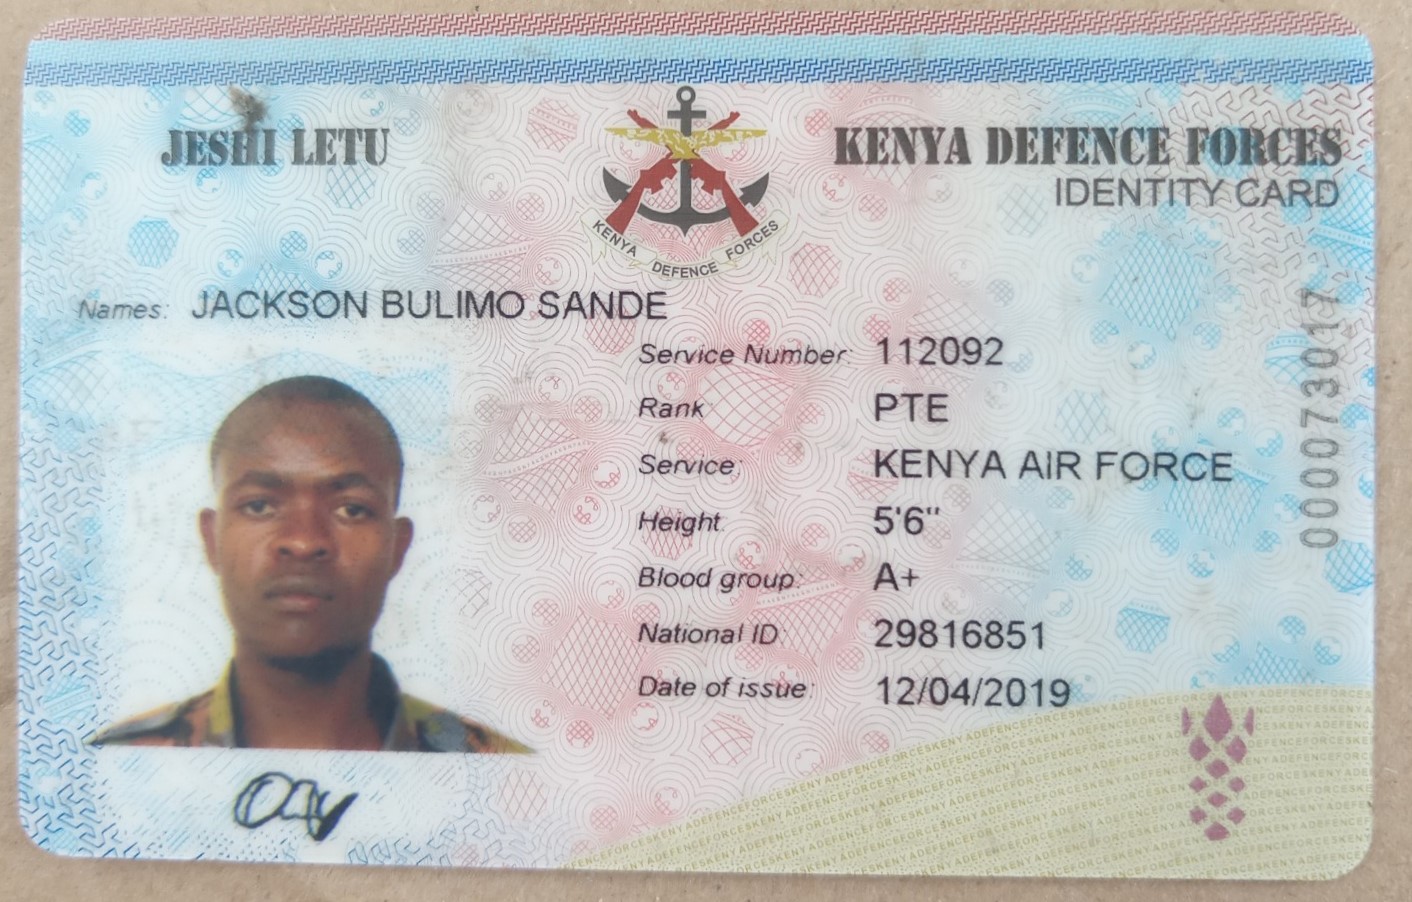 JESHI LETU
KENYA DEFENCE FORCES
IDENTITY CARD
KENYA DEFENCE FORCES
Names: JACKSON BULIMO SANDE
Service Number: 112092
Rank PTE
Service: KENYA AIR FORCE
Height 5'6"
Blood group: A+
National ID: 29816851
Date of issue: 12/04/2019
000073017